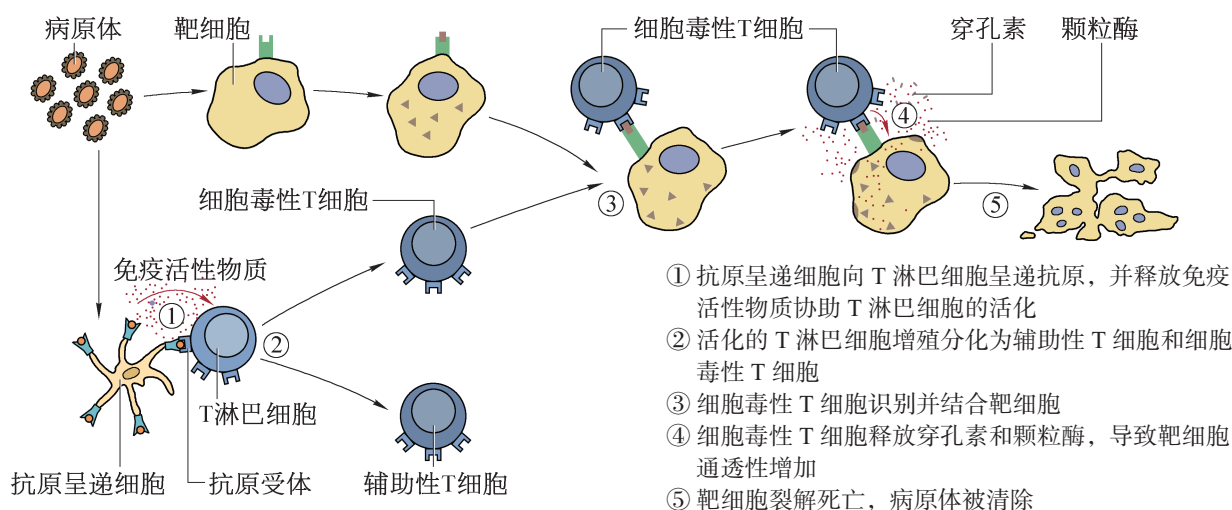 病原体
靶细胞
细胞毒性T细胞
穿孔素
颗粒酶
④
③
⑤
细胞毒性T细胞
免疫活性物质
①
②
T淋巴细胞
抗原呈递细胞
抗原受体
辅助性T细胞
① 抗原呈递细胞向 T 淋巴细胞呈递抗原，并释放免疫
活性物质协助 T 淋巴细胞的活化
② 活化的 T 淋巴细胞增殖分化为辅助性 T 细胞和细胞
毒性 T 细胞
③ 细胞毒性 T 细胞识别并结合靶细胞
④ 细胞毒性 T 细胞释放穿孔素和颗粒酶，导致靶细胞
通透性增加
⑤ 靶细胞裂解死亡，病原体被清除